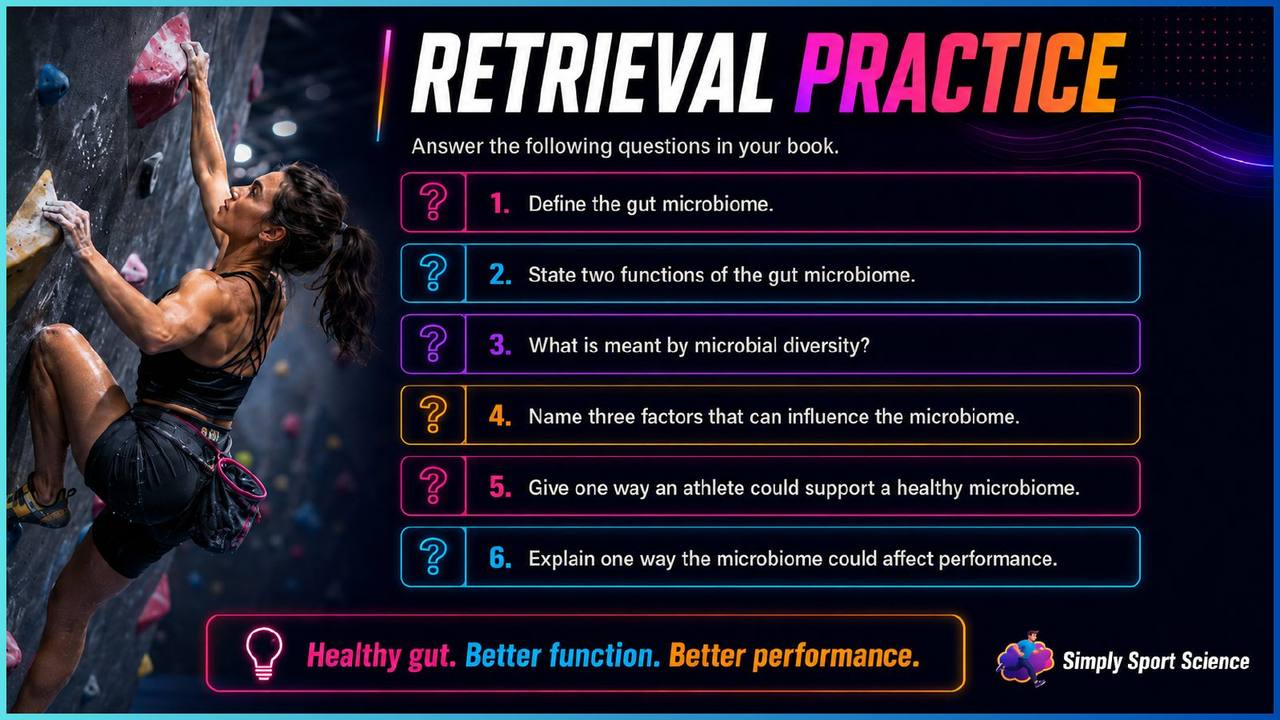 RETRIEVAL PRACTICE
Answer the following questions in your book.
1. Define the gut microbiome.
2. State two functions of the gut microbiome.
3. What is meant by microbial diversity?
4. Name three factors that can influence the microbiome.
5. Give one way an athlete could support a healthy microbiome.
6. Explain one way the microbiome could affect performance.
Healthy gut. Better function. Better performance.
Simply Sport Science